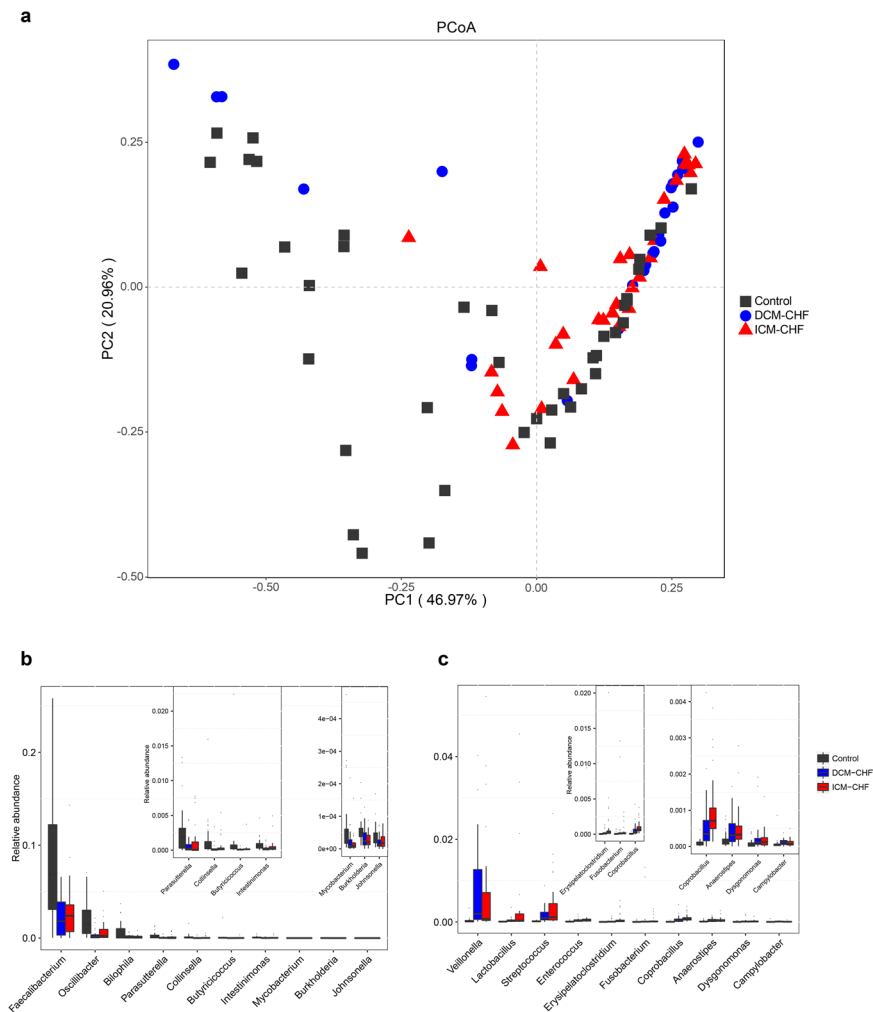 a
PCoA
0.25
0.00
-0.25
-0.50
PC2 ( 20.96% )
-0.50
-0.25
0.00
0.25
PC1 ( 46.97% )
Control
DCM-CHF
ICM-CHF
b
Relative abundance
0.2
0.1
0.0
Faecalibacterium
Oscillibacter
Bilophila
Parasutterella
Collinsella
Butyricicoccus
Intestinimonas
Mycobacterium
Burkholderia
Johnsonella
Relative abundance
0.020
0.015
0.010
0.005
0.000
Parasutterella
Collinsella
Butyricicoccus
Intestinimonas
Relative abundance
4e−04
3e−04
2e−04
1e−04
0e+00
Mycobacterium
Burkholderia
Johnsonella
c
Relative abundance
0.04
0.02
0.00
Veillonella
Lactobacillus
Streptococcus
Enterococcus
Erysipelatoclostridium
Fusobacterium
Coprobacillus
Anaerostipes
Dysgonomonas
Campylobacter
Relative abundance
0.020
0.015
0.010
0.005
0.000
Erysipelatoclostridium
Fusobacterium
Coprobacillus
Relative abundance
0.004
0.003
0.002
0.001
0.000
Coprobacillus
Anaerostipes
Dysgonomonas
Campylobacter
Control
DCM−CHF
ICM−CHF